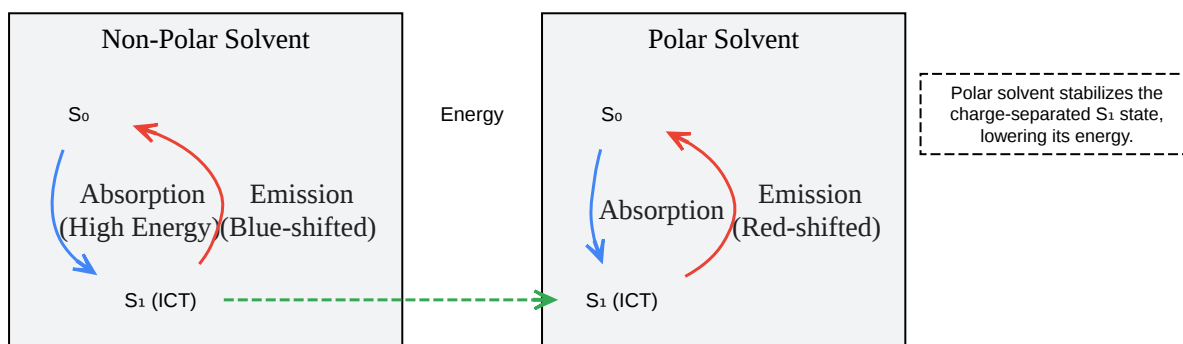 Non-Polar Solvent
S₀
Absorption
(High Energy)
Emission
(Blue-shifted)
S₁ (ICT)
Energy
Polar Solvent
S₀
Absorption
Emission
(Red-shifted)
S₁ (ICT)
Polar solvent stabilizes the
charge-separated S₁ state,
lowering its energy.